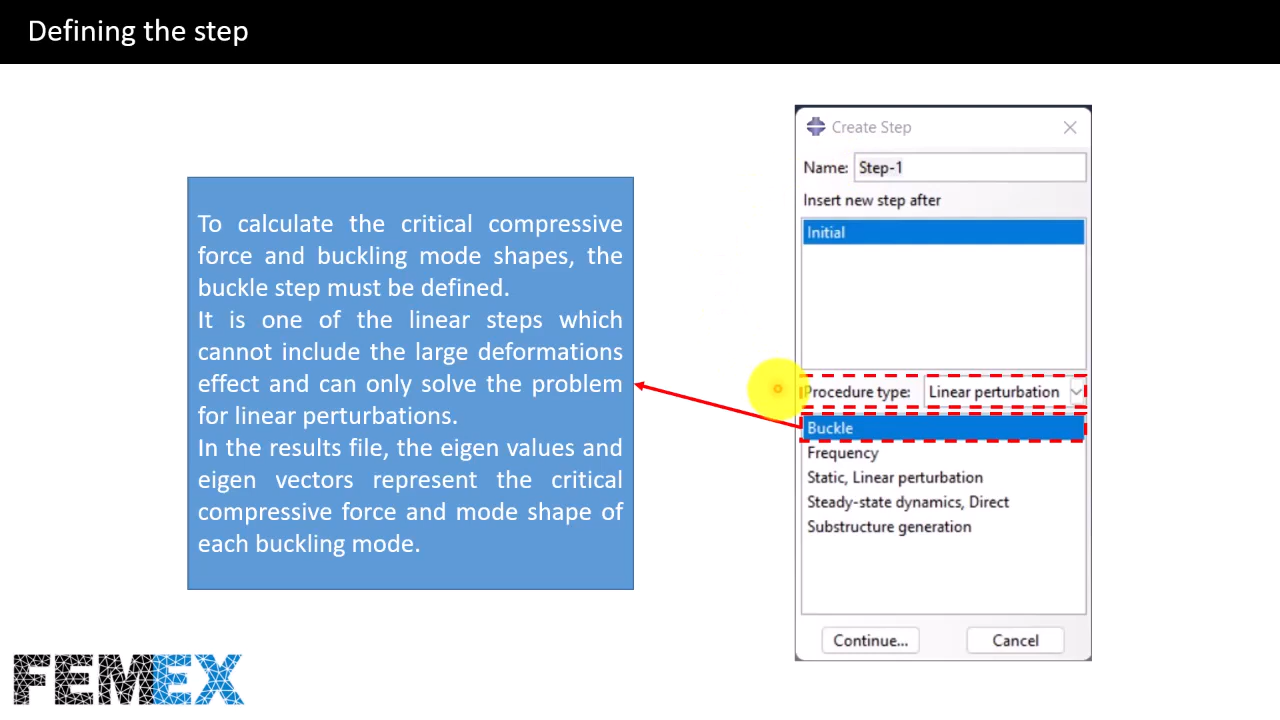 Defining the step
To calculate the critical compressive
force and buckling mode shapes, the
buckle step must be defined.
It is one of the linear steps which
cannot include the large deformations
effect and can only solve the problem
for linear perturbations.
In the results file, the eigen values and
eigen vectors represent the critical
compressive force and mode shape of
each buckling mode.
Create Step
Name: Step-1
Insert new step after
Initial
Procedure type: Linear perturbation
Buckle
Frequency
Static, Linear perturbation
Steady-state dynamics, Direct
Substructure generation
Continue... Cancel
FEMEX